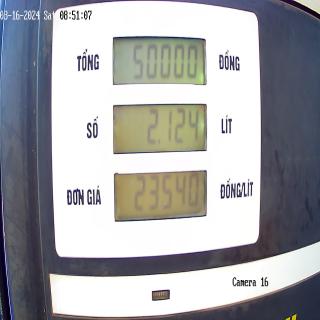 03-16-2024 Sat 08:51:07
TỔNG 50000 ĐỒNG
SỐ 2.124 LÍT
ĐƠN GIÁ 23540 ĐỒNG/LÍT
Camera 16